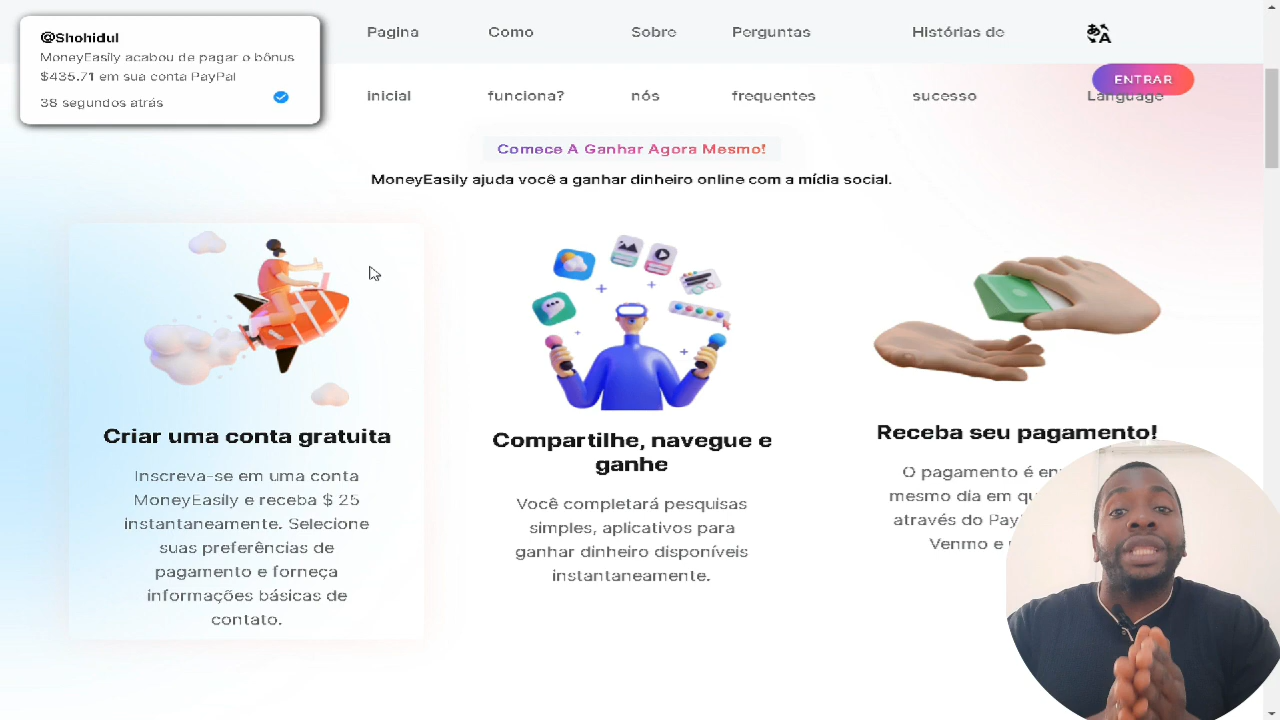 @Shohidul
MoneyEasily acabou de pagar o bônus
$435.71 em sua conta PayPal
38 segundos atrás
Pagina
inicial
Como
funciona?
Sobre
nós
Perguntas
frequentes
Histórias de
sucesso
Language
ENTRAR
Comece A Ganhar Agora Mesmo!
MoneyEasily ajuda você a ganhar dinheiro online com a mídia social.
Criar uma conta gratuita
Inscreva-se em uma conta
MoneyEasily e receba $ 25
instantaneamente. Selecione
suas preferências de
pagamento e forneça
informações básicas de
contato.
Compartilhe, navegue e
ganhe
Você completará pesquisas
simples, aplicativos para
ganhar dinheiro disponíveis
instantaneamente.
Receba seu pagamento!
O pagamento é
mesmo dia em
através do
Venmo e